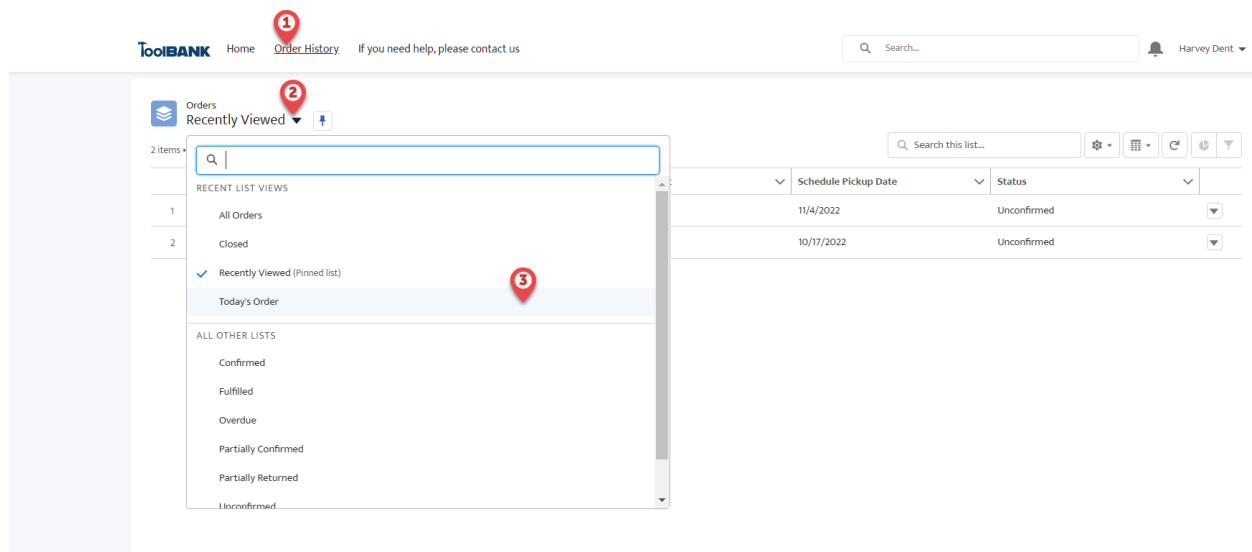 1
ToolBANK Home Order History If you need help, please contact us Search... Harvey Dent
2
Orders
Recently Viewed
2 items • Search this list...
RECENT LIST VIEWS
Schedule Pickup Date Status
1 All Orders 11/4/2022 Unconfirmed
2 Closed 10/17/2022 Unconfirmed
Recently Viewed (Pinned list)
3
Today's Order
ALL OTHER LISTS
Confirmed
Fulfilled
Overdue
Partially Confirmed
Partially Returned
Unconfirmed